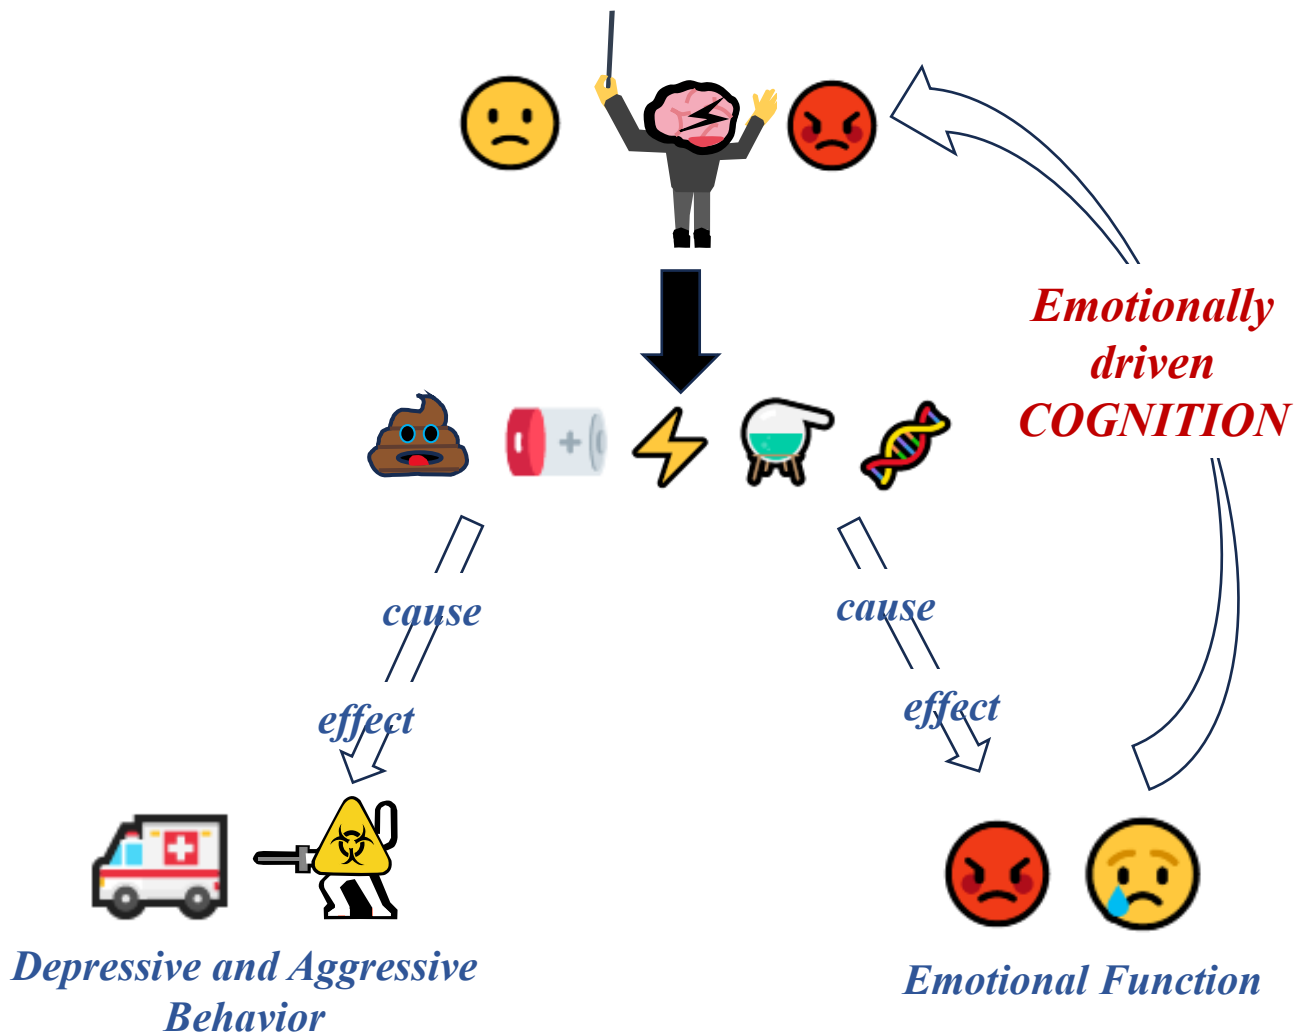 Emotionally
driven
COGNITION
cause
cause
effect
effect
Depressive and Aggressive
Behavior
Emotional Function